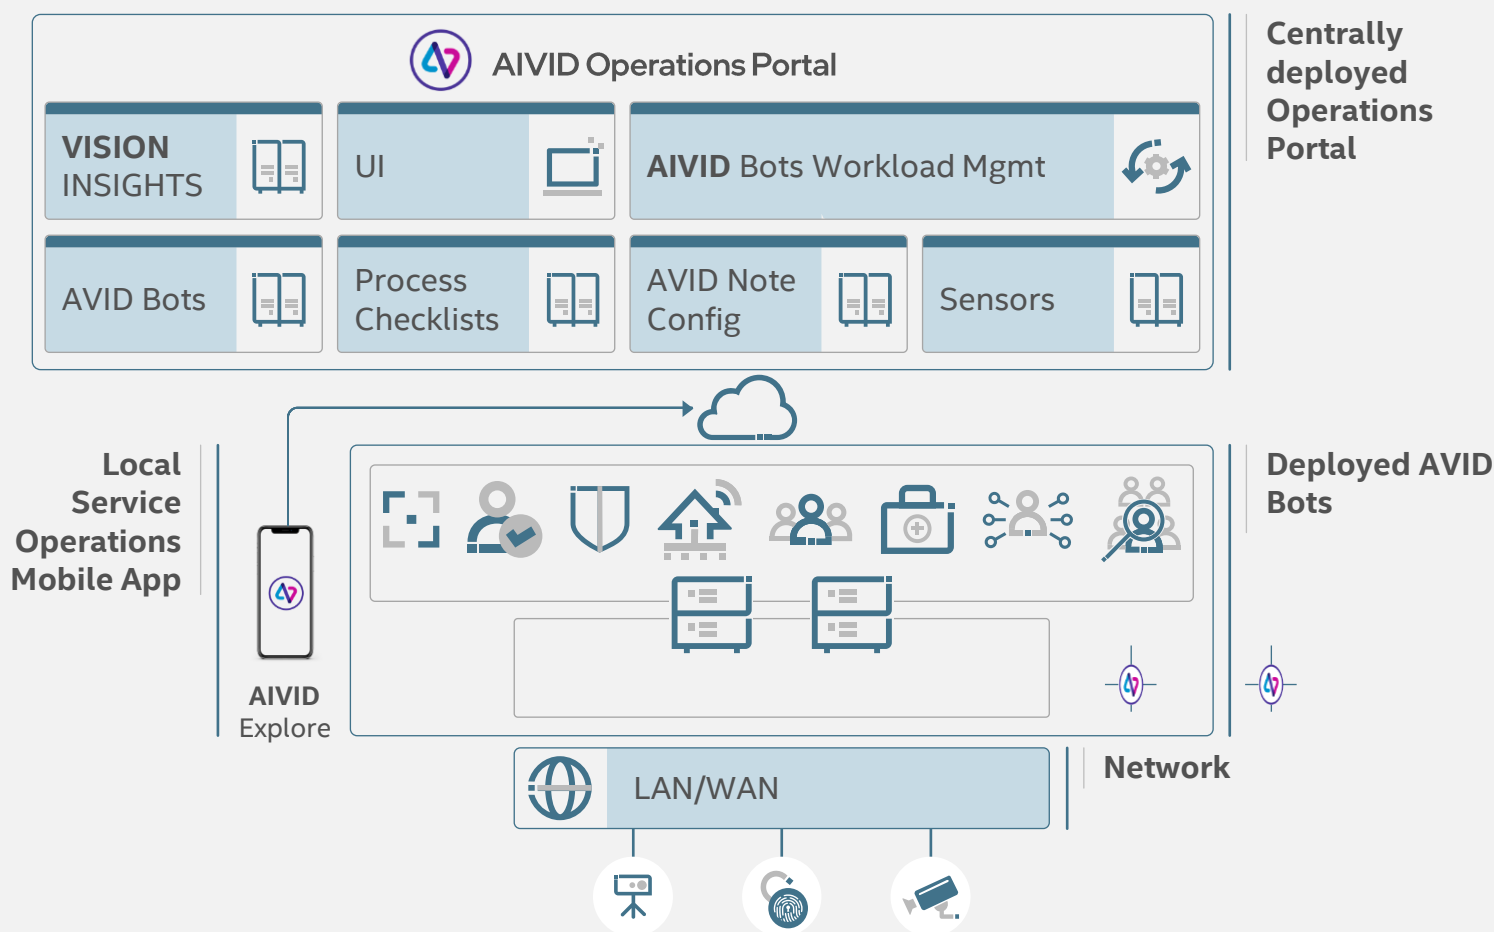 AIVID Operations Portal
VISION
INSIGHTS
UI
AIVID Bots Workload Mgmt
AVID Bots
Process
Checklists
AVID Note
Config
Sensors
Centrally
deployed
Operations
Portal
Local
Service
Operations
Mobile App
AIVID
Explore
Deployed AVID
Bots
LAN/WAN
Network